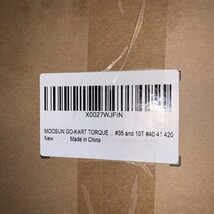 X0027WJFIN
MOOSUN GO-KART TORQUE ... #35 and 10T #40 41 420
New Made in China